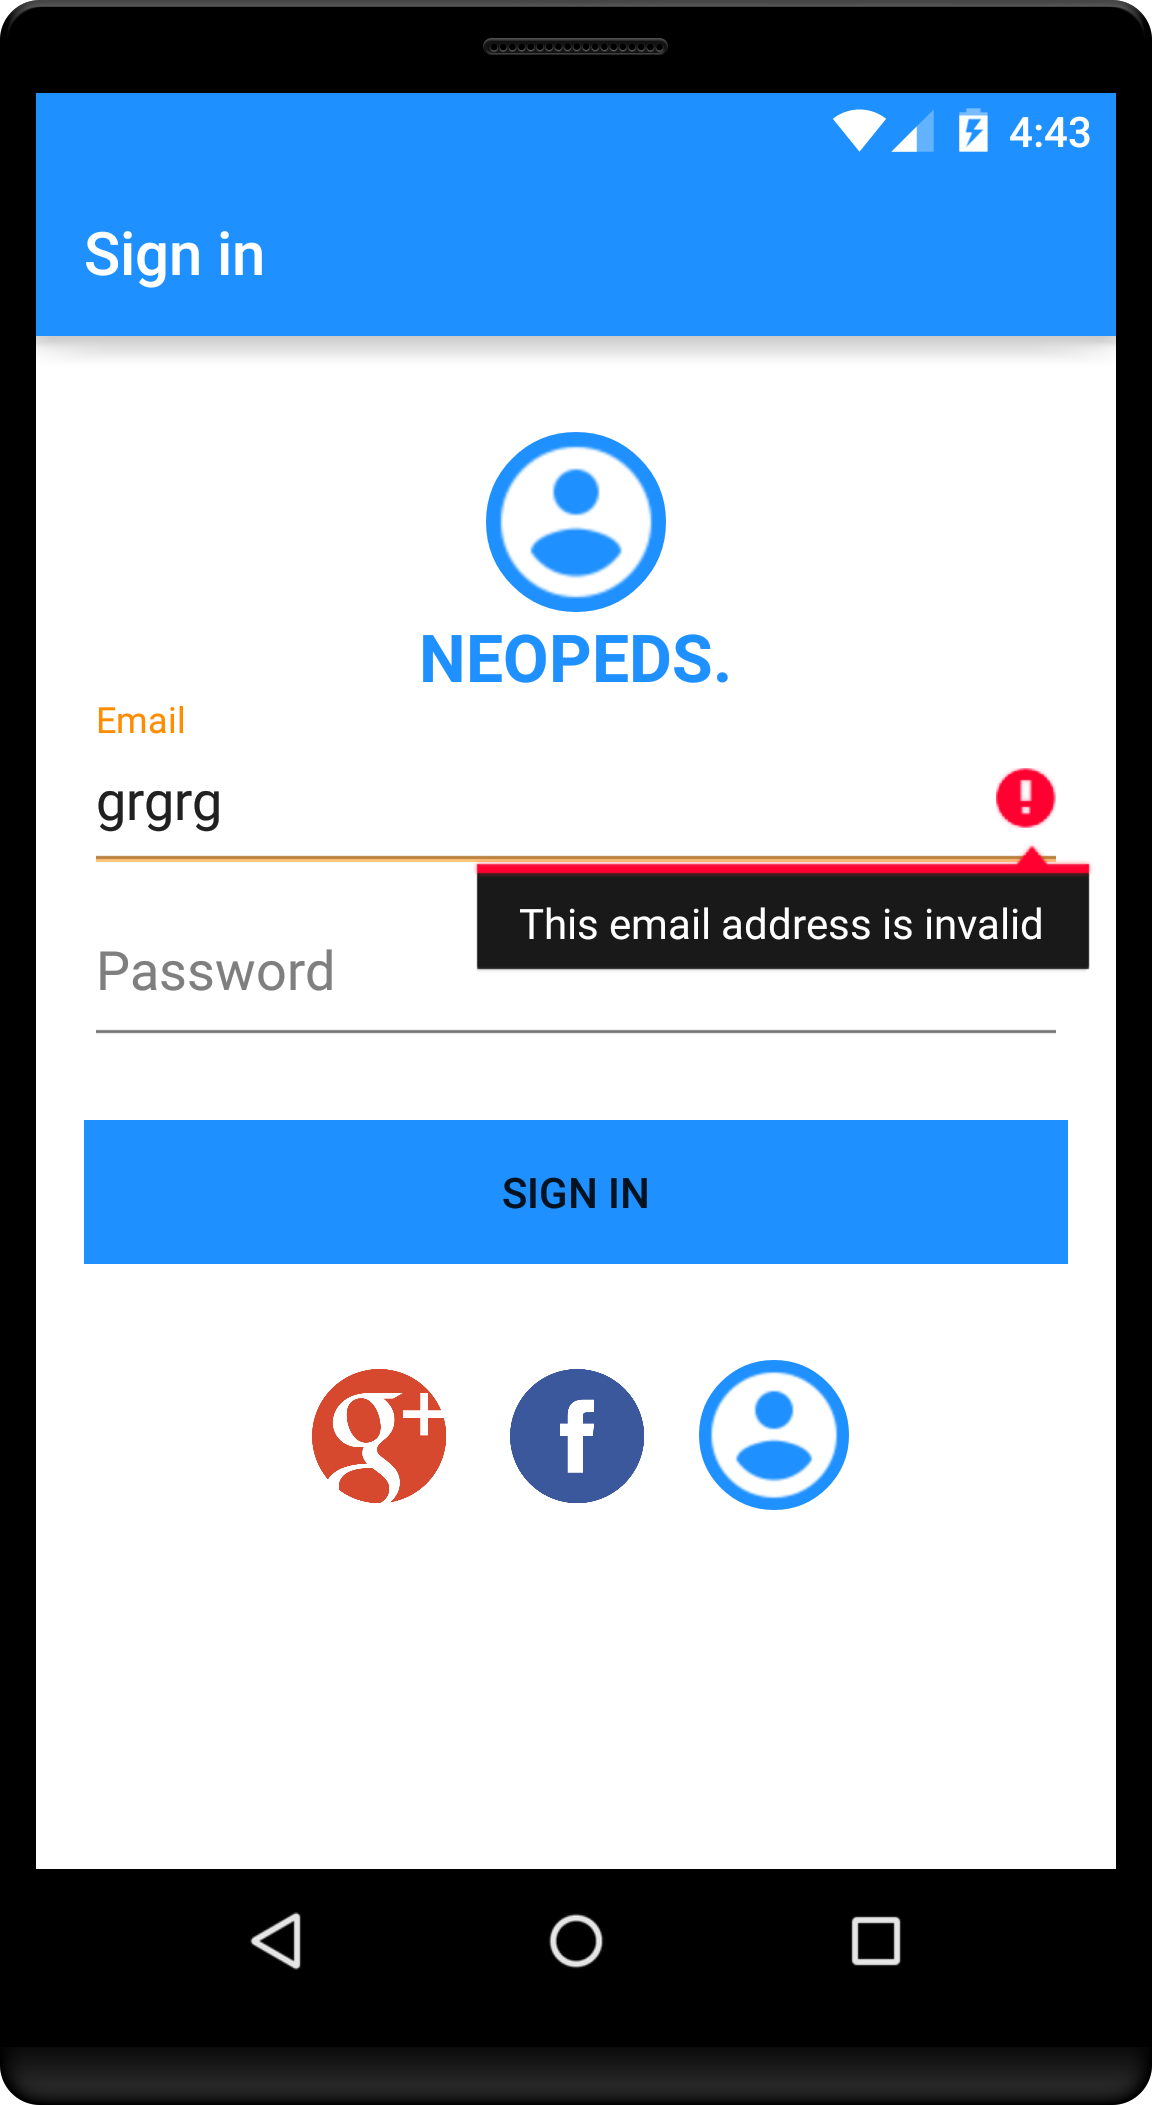 4:43
Sign in
NEOPEDS.
Email
grgrg
This email address is invalid
Password
SIGN IN
g+
f